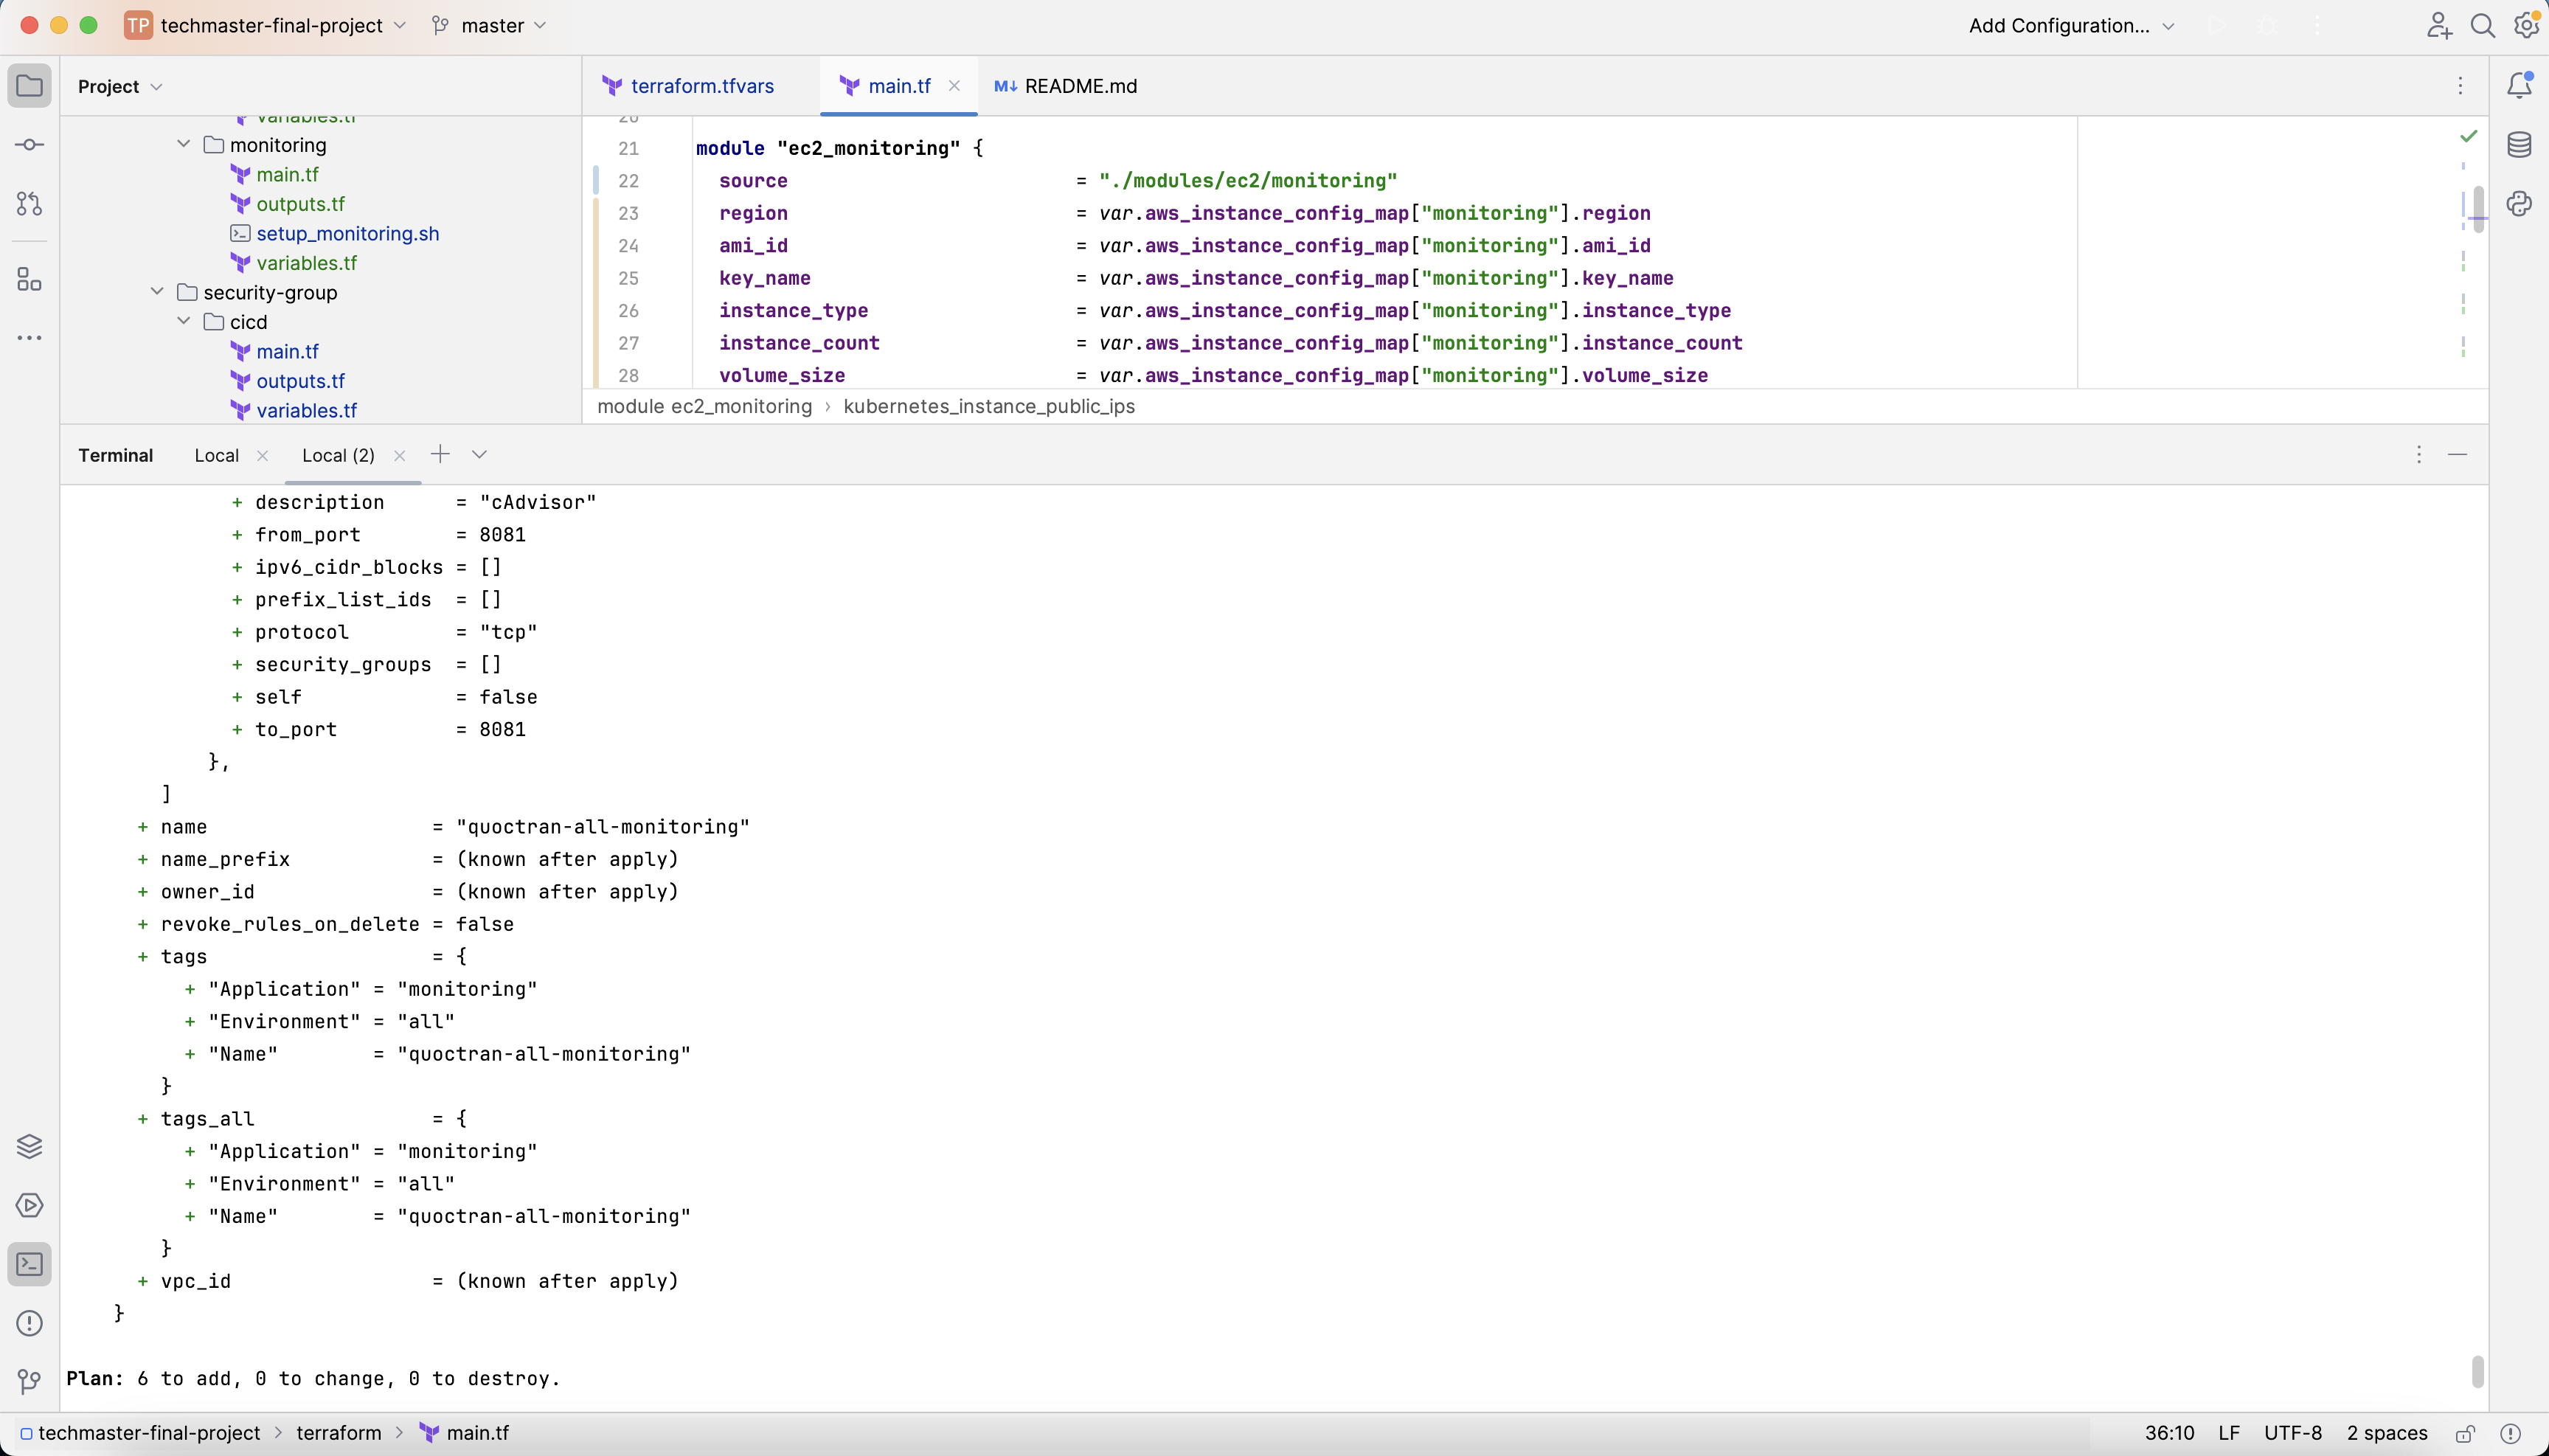 TP techmaster-final-project master Add Configuration...
Project terraform.tfvars main.tf M↓ README.md
variables.tf
monitoring
main.tf
outputs.tf
setup_monitoring.sh
variables.tf
security-group
cicd
main.tf
outputs.tf
variables.tf
20
21 module "ec2_monitoring" {
22 source = "./modules/ec2/monitoring"
23 region = var.aws_instance_config_map["monitoring"].region
24 ami_id = var.aws_instance_config_map["monitoring"].ami_id
25 key_name = var.aws_instance_config_map["monitoring"].key_name
26 instance_type = var.aws_instance_config_map["monitoring"].instance_type
27 instance_count = var.aws_instance_config_map["monitoring"].instance_count
28 volume_size = var.aws_instance_config_map["monitoring"].volume_size
module ec2_monitoring › kubernetes_instance_public_ips
Terminal Local Local (2)
+ description = "cAdvisor"
+ from_port = 8081
+ ipv6_cidr_blocks = []
+ prefix_list_ids = []
+ protocol = "tcp"
+ security_groups = []
+ self = false
+ to_port = 8081
},
]
+ name = "quoctran-all-monitoring"
+ name_prefix = (known after apply)
+ owner_id = (known after apply)
+ revoke_rules_on_delete = false
+ tags = {
+ "Application" = "monitoring"
+ "Environment" = "all"
+ "Name" = "quoctran-all-monitoring"
}
+ tags_all = {
+ "Application" = "monitoring"
+ "Environment" = "all"
+ "Name" = "quoctran-all-monitoring"
}
+ vpc_id = (known after apply)
}
Plan: 6 to add, 0 to change, 0 to destroy.
techmaster-final-project › terraform › main.tf 36:10 LF UTF-8 2 spaces